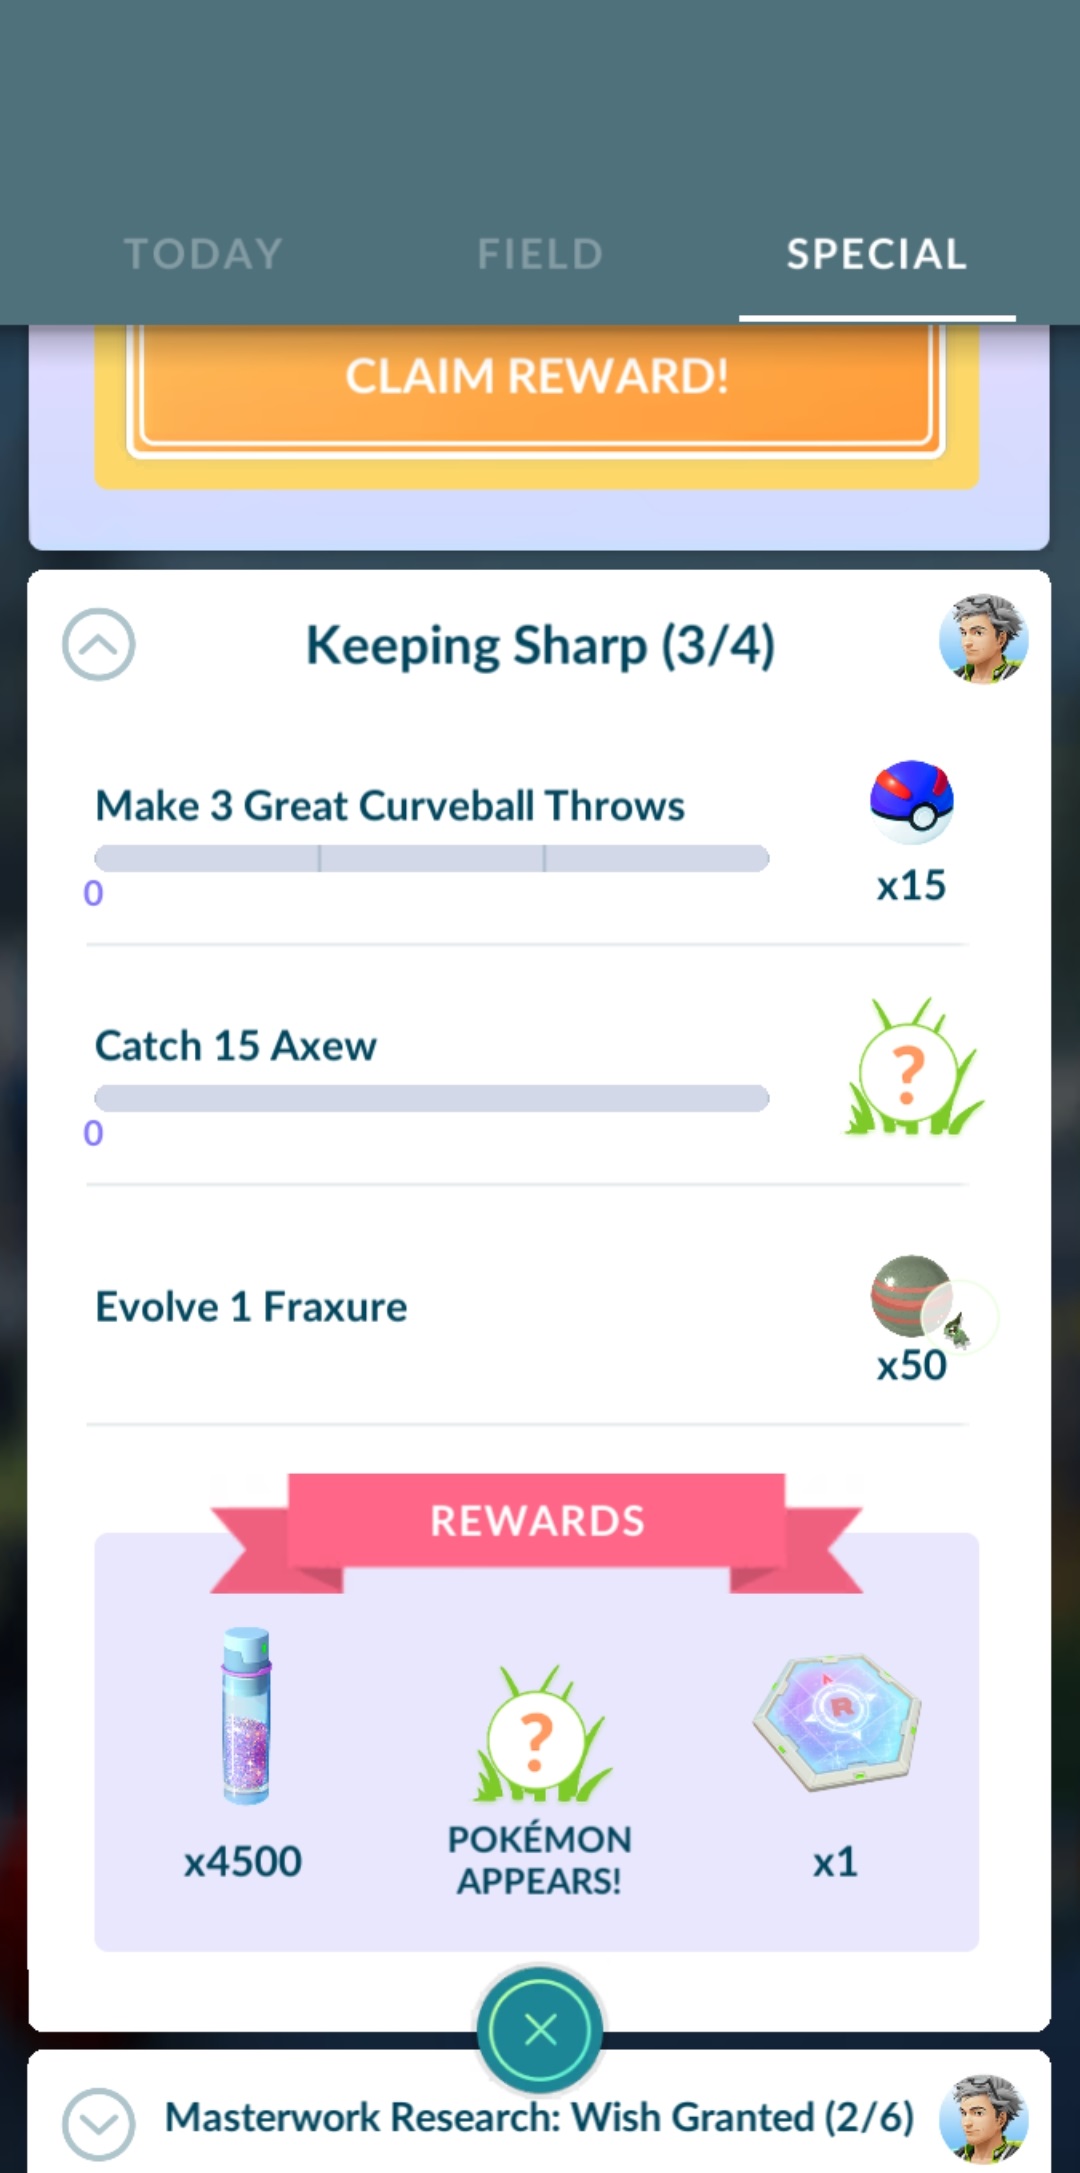 TODAY
FIELD
SPECIAL
CLAIM REWARD!
Keeping Sharp (3/4)
Make 3 Great Curveball Throws
0
x15
Catch 15 Axew
0
?
Evolve 1 Fraxure
x50
REWARDS
?
R
x4500
POKÉMON
APPEARS!
x1
Masterwork Research: Wish Granted (2/6)